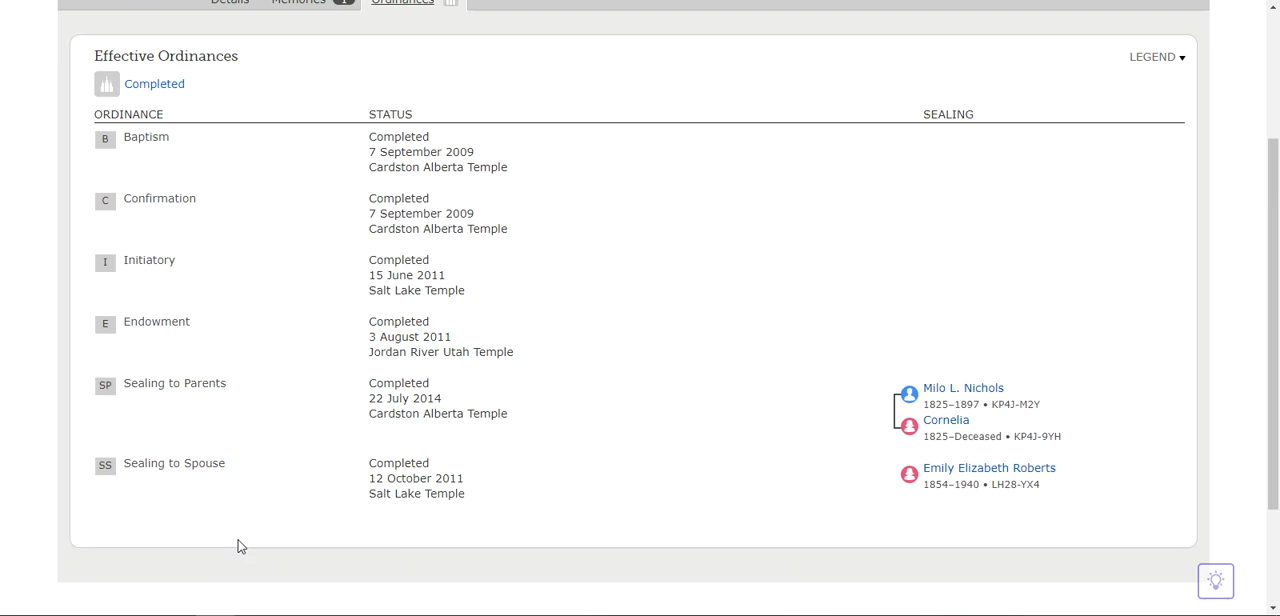 Details Memories 1 Ordinances
Effective Ordinances
LEGEND ▾
Completed
ORDINANCE STATUS SEALING
B Baptism Completed
7 September 2009
Cardston Alberta Temple
C Confirmation Completed
7 September 2009
Cardston Alberta Temple
I Initiatory Completed
15 June 2011
Salt Lake Temple
E Endowment Completed
3 August 2011
Jordan River Utah Temple
SP Sealing to Parents Completed
22 July 2014
Cardston Alberta Temple
Milo L. Nichols
1825–1897 • KP4J-M2Y
Cornelia
1825–Deceased • KP4J-9YH
SS Sealing to Spouse Completed
12 October 2011
Salt Lake Temple
Emily Elizabeth Roberts
1854–1940 • LH28-YX4